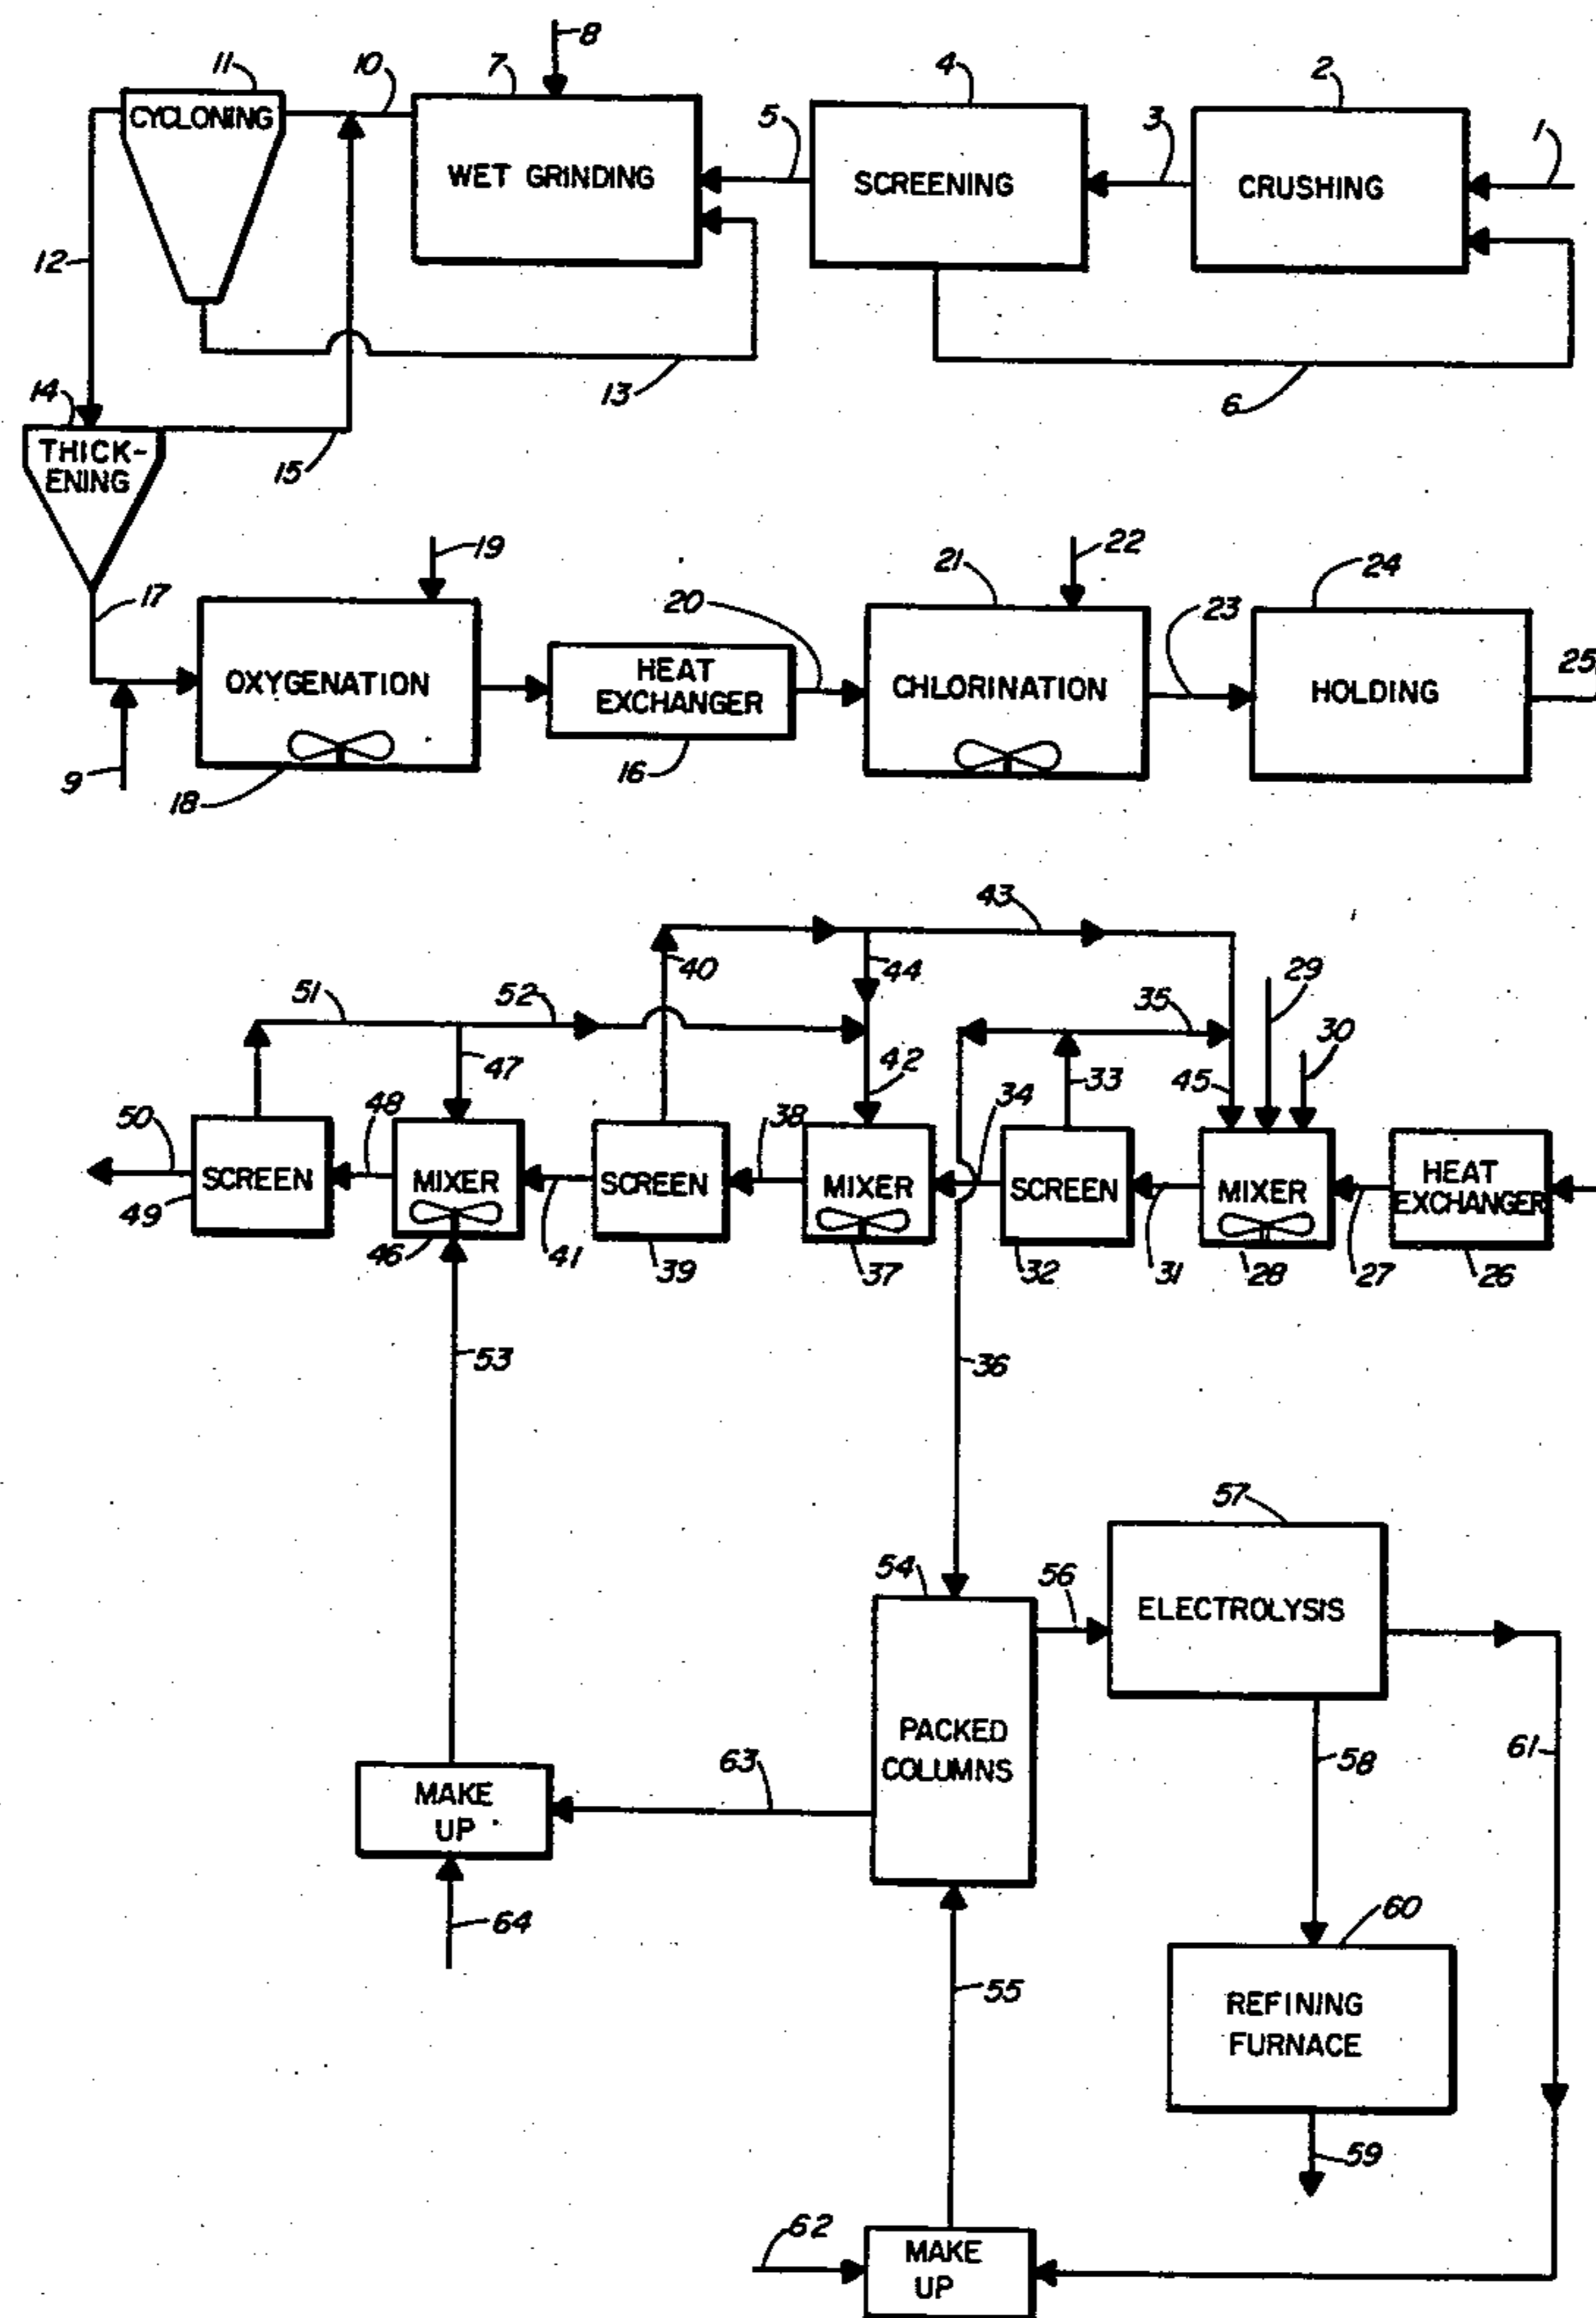 8
11
10
7
4
2
CYCLONING
5
3
1
WET GRINDING
SCREENING
CRUSHING
12
13
6
14
THICK-
ENING
15
19
22
21
24
17
20
23
25
OXYGENATION
HEAT
EXCHANGER
CHLORINATION
HOLDING
9
18
16
43
40
44
29
51
52
35
30
47
42
33
45
50
48
38
34
SCREEN
MIXER
SCREEN
MIXER
SCREEN
MIXER
HEAT
EXCHANGER
49
46
41
39
37
32
31
28
27
26
53
36
57
54
56
ELECTROLYSIS
PACKED
COLUMNS
63
58
61
MAKE
UP
64
60
55
REFINING
FURNACE
59
62
MAKE
UP